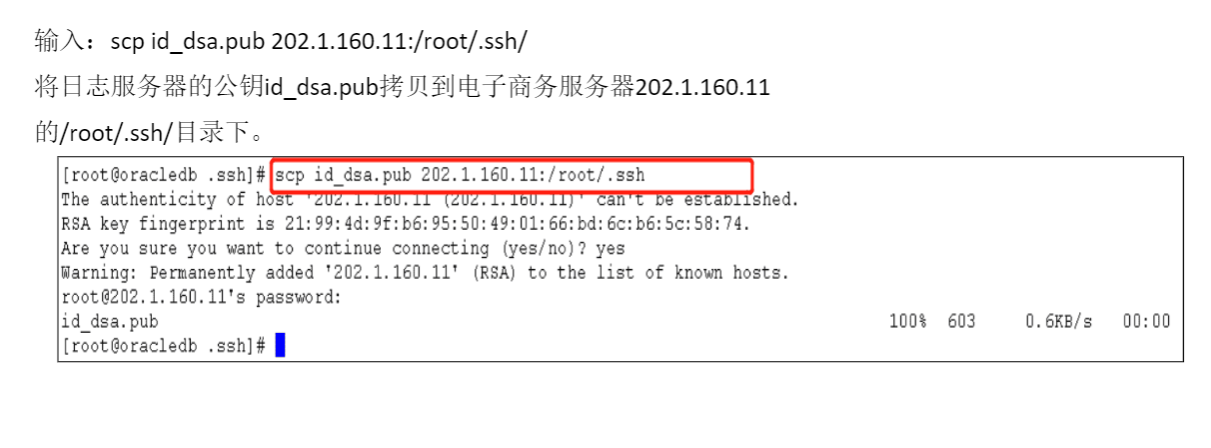 输入：scp id_dsa.pub 202.1.160.11:/root/.ssh/
将日志服务器的公钥id_dsa.pub拷贝到电子商务服务器202.1.160.11
的/root/.ssh/目录下。
[root@oracledb .ssh]# scp id_dsa.pub 202.1.160.11:/root/.ssh
The authenticity of host '202.1.160.11 (202.1.160.11)' can't be established.
RSA key fingerprint is 21:99:4d:9f:b6:95:50:49:01:66:bd:6c:b6:5c:58:74.
Are you sure you want to continue connecting (yes/no)? yes
Warning: Permanently added '202.1.160.11' (RSA) to the list of known hosts.
root@202.1.160.11's password:
id_dsa.pub 100% 603 0.6KB/s 00:00
[root@oracledb .ssh]#